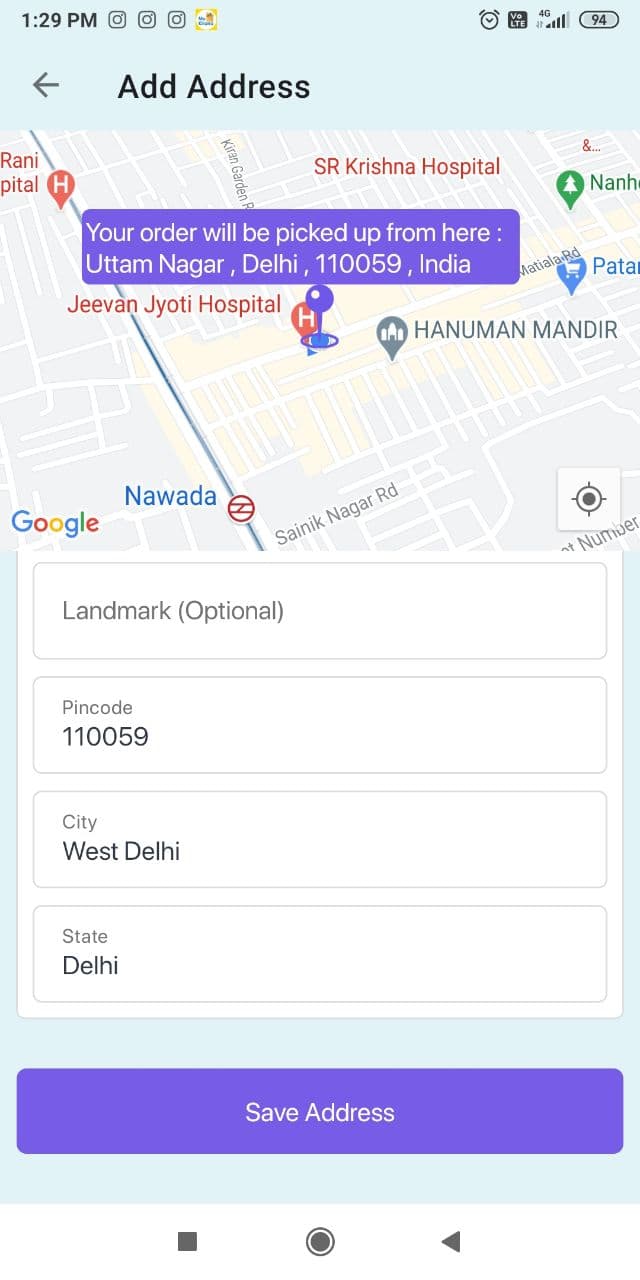 1:29 PM
4G
Vo
LTE
94
Add Address
&...
Rani
pital
H
Kiran Garden R
SR Krishna Hospital
Nanh
Your order will be picked up from here :
Uttam Nagar , Delhi , 110059 , India
Matiala Rd
Patan
Jeevan Jyoti Hospital
H
HANUMAN MANDIR
Nawada
Sainik Nagar Rd
Google
ot Number
Landmark (Optional)
Pincode
110059
City
West Delhi
State
Delhi
Save Address